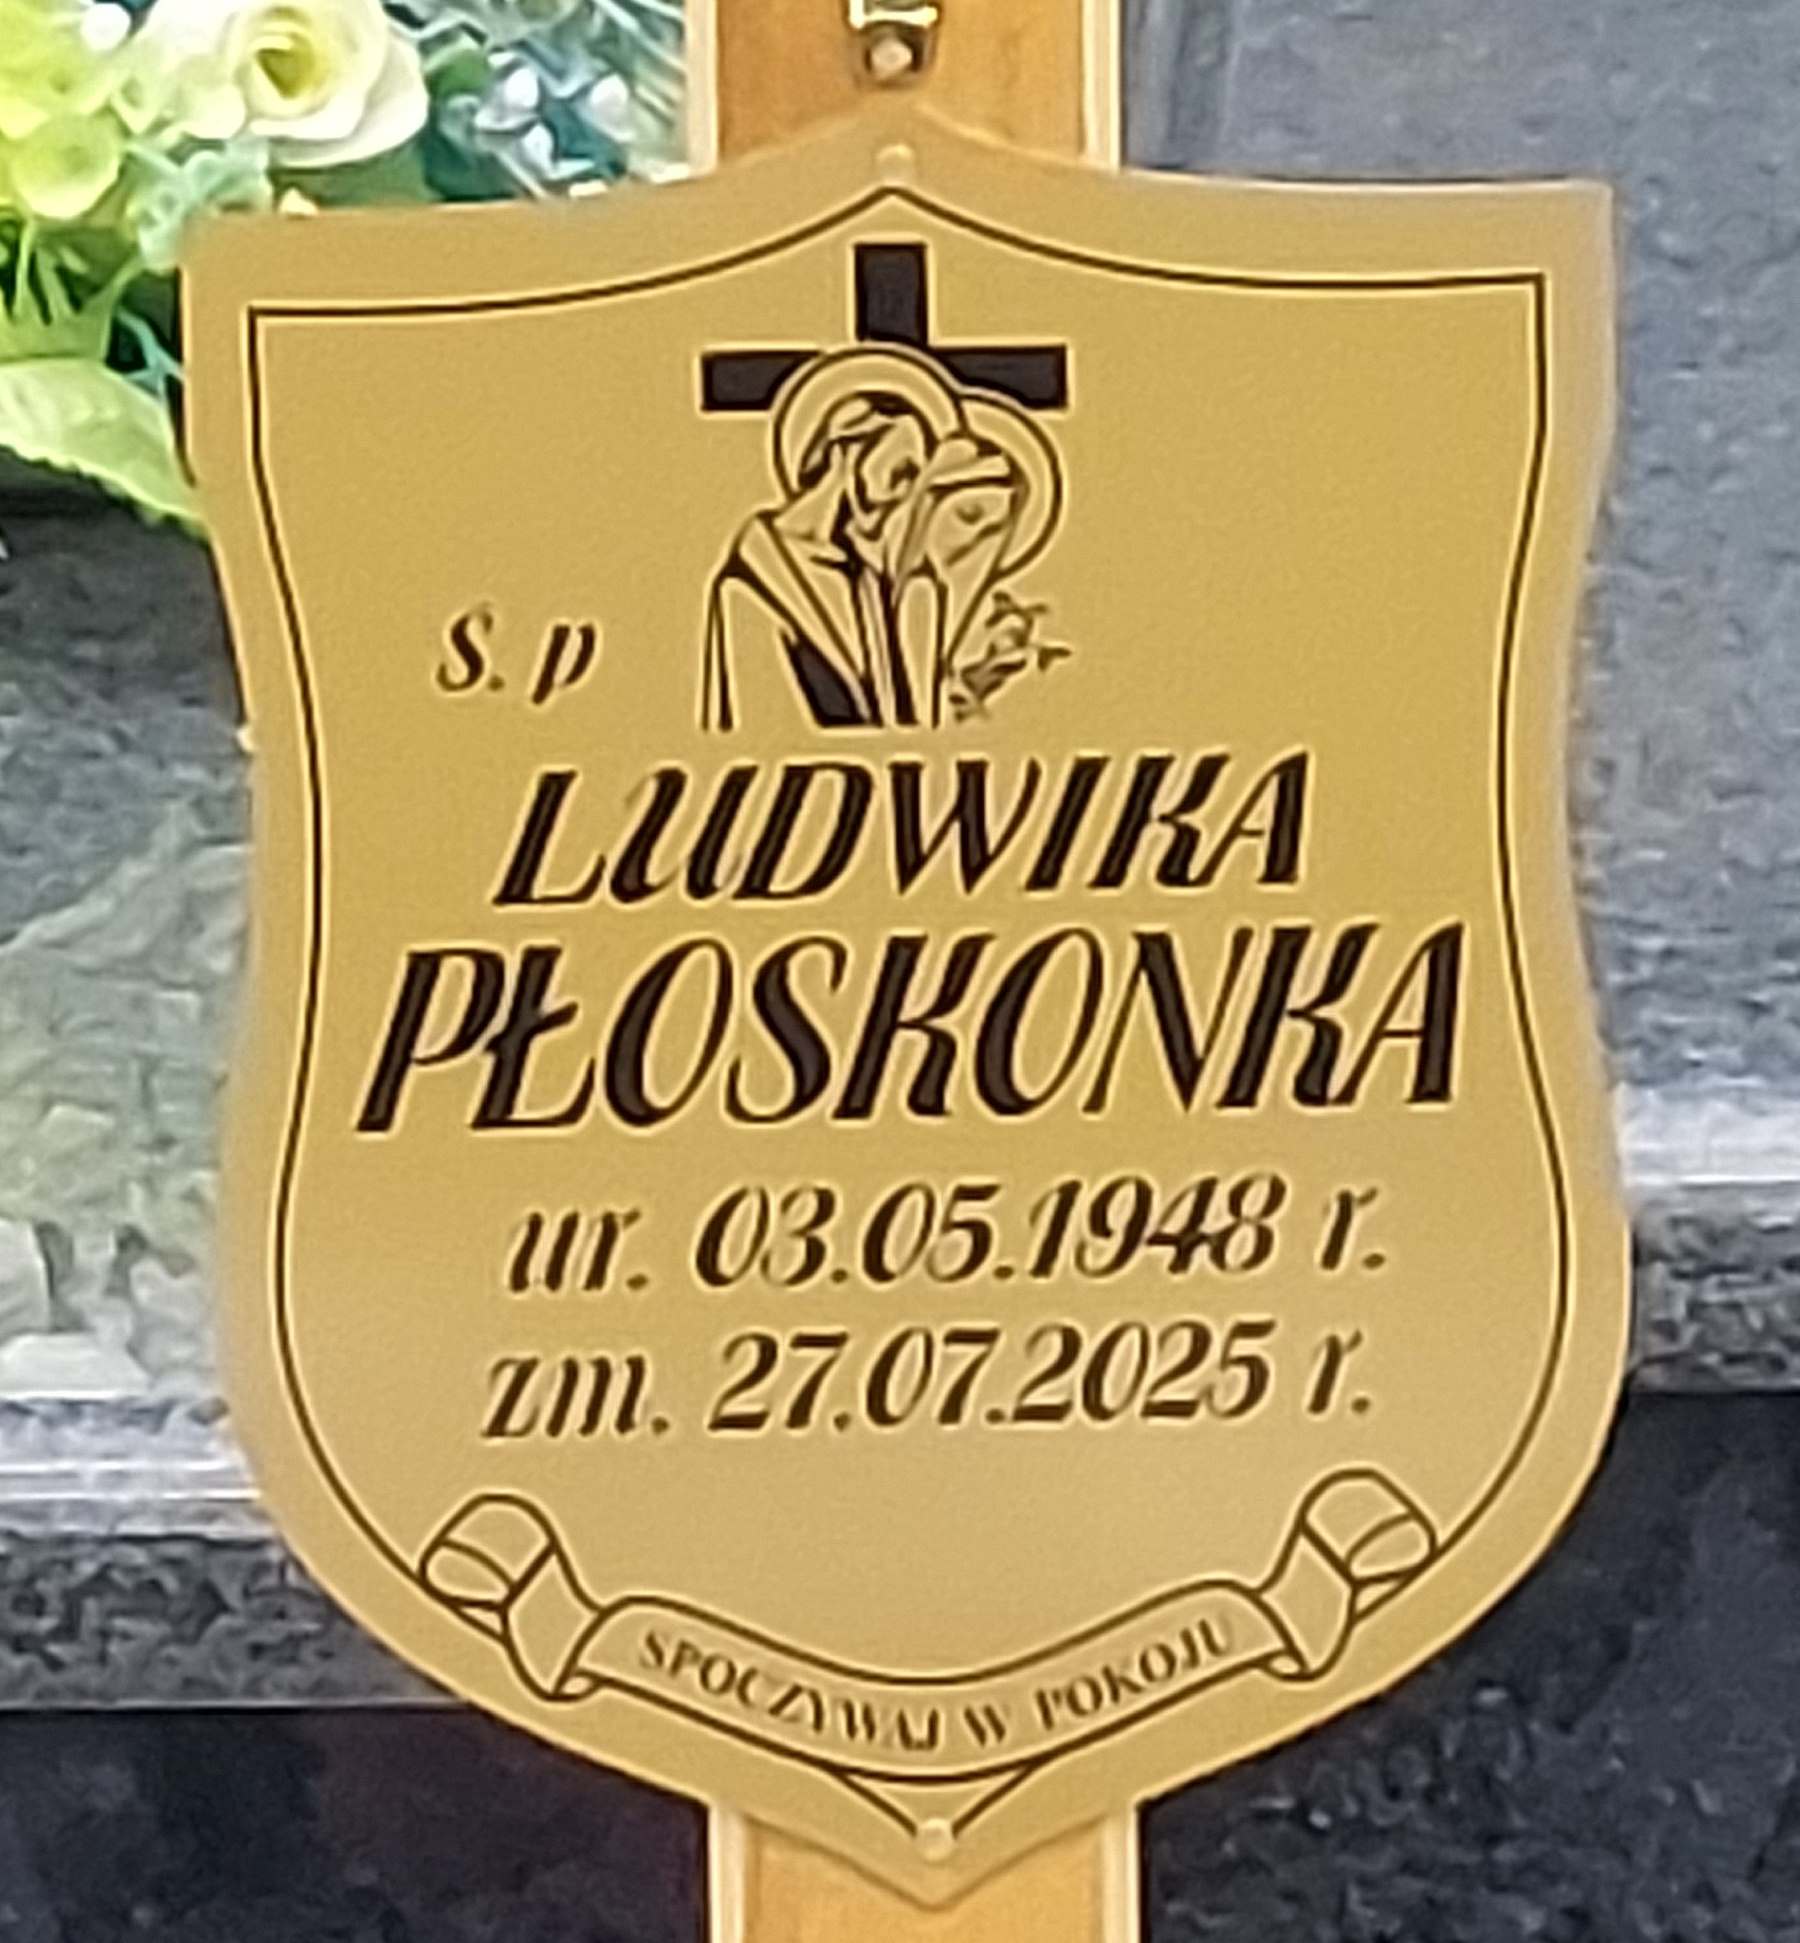 ś. p
LUDWIKA
PŁOSKONKA
ur. 03.05.1948 r.
zm. 27.07.2025 r.
SPOCZYWAJ W POKOJU